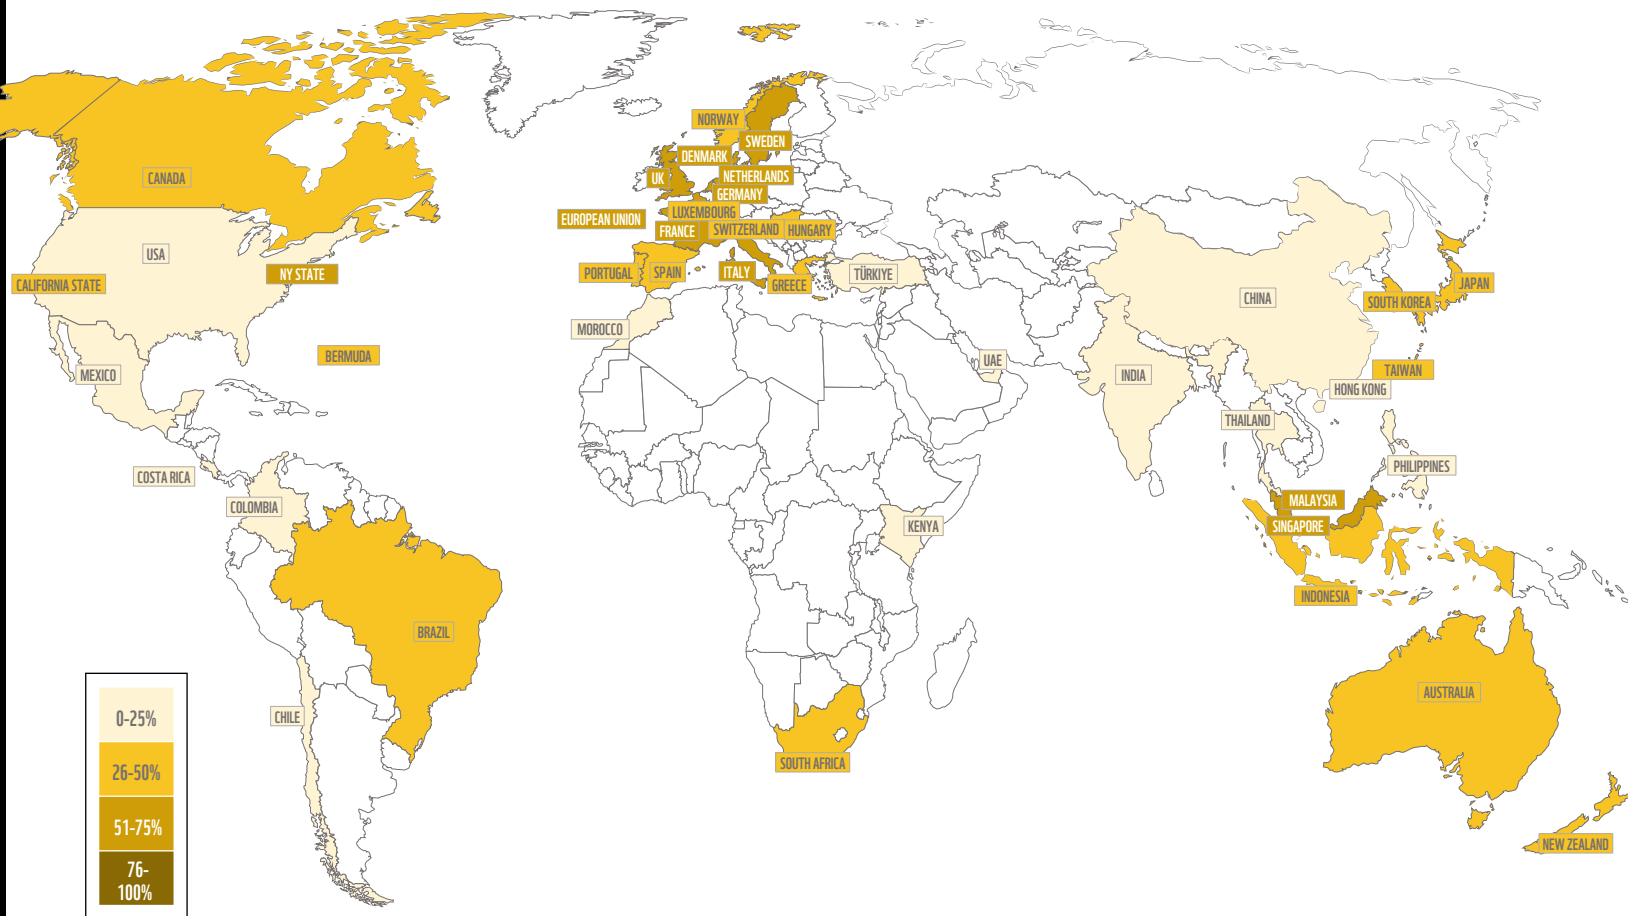 NORWAY
SWEDEN
DENMARK
NETHERLANDS
UK
GERMANY
CANADA
LUXEMBOURG
EUROPEAN UNION
FRANCE
SWITZERLAND
HUNGARY
USA
NY STATE
CALIFORNIA STATE
PORTUGAL
SPAIN
ITALY
GREECE
TÜRKIYE
CHINA
JAPAN
SOUTH KOREA
MOROCCO
BERMUDA
UAE
MEXICO
INDIA
TAIWAN
HONG KONG
THAILAND
COSTA RICA
PHILIPPINES
COLOMBIA
MALAYSIA
KENYA
SINGAPORE
INDONESIA
BRAZIL
AUSTRALIA
CHILE
SOUTH AFRICA
NEW ZEALAND
0-25%
26-50%
51-75%
76-
100%